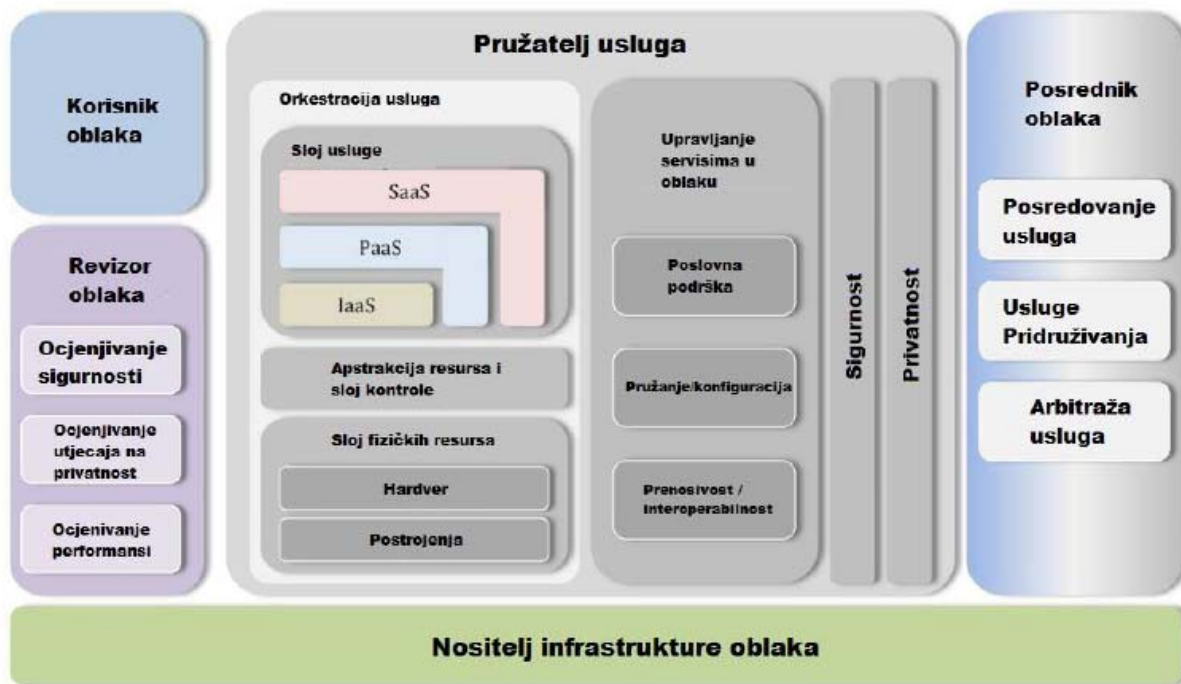 Korisnik
oblaka
Revizor
oblaka
Ocjenjivanje
sigurnosti
Ocjenjivanje
utjecaja na
privatnost
Ocjenivanje
performansi
Pružatelj usluga
Orkestracija usluga
Sloj usluge
SaaS
PaaS
IaaS
Apstrakcija resursa i
sloj kontrole
Sloj fizičkih resursa
Hardver
Postrojenja
Upravljanje
servisima u
oblaku
Poslovna
podrška
Pružanje/konfiguracija
Prenosivost /
interoperabilnost
Sigurnost
Privatnost
Posrednik
oblaka
Posredovanje
usluga
Usluge
Pridruživanja
Arbitraža
usluga
Nositelj infrastrukture oblaka